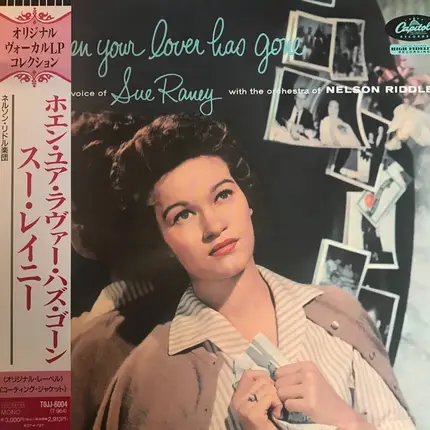 オリジナル
ヴォーカルLP
コレクション
ホエン・ユア・ラヴァー・ハズ・ゴーン
スー・レイニー
ネルソン・リドル楽団
(オリジナル・レーベル)
(コーティング・ジャケット)
MONO
TOJJ-6004
en your lover has gone
voice of Sue Raney with the orchestra of NELSON RIDDLE
Capitol
RECORDS
HIGH FIDELITY